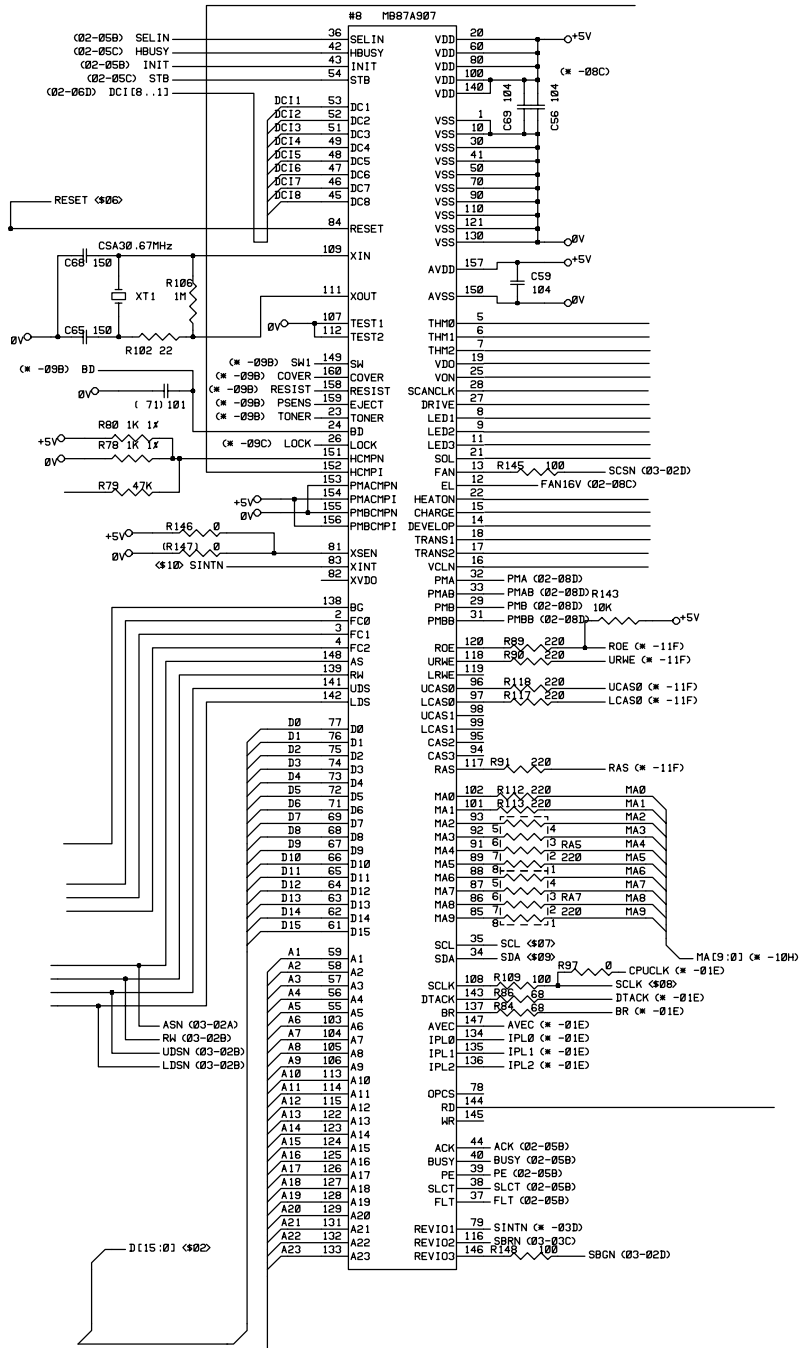 #8 MB87A907
(02-05B) SELIN 36 SELIN
(02-05C) HBUSY 42 HBUSY
(02-05B) INIT 43 INIT
(02-05C) STB 54 STB
(02-06D) DCI[8..1]
DCI1 53 DC1
DCI2 52 DC2
DCI3 51 DC3
DCI4 49 DC4
DCI5 48 DC5
DCI6 47 DC6
DCI7 46 DC7
DCI8 45 DC8
RESET <$06>
84 RESET
CSA30.67MHz
C68 150
109 XIN
R106
1M
XT1
111 XOUT
0V C65 150
R102 22
0V 107 TEST1
112 TEST2
(* -09B) SW1 149 SW
(* -09B) BD
(* -09B) COVER 160 COVER
(* -09B) RESIST 158 RESIST
(* -09B) PSENS 159 EJECT
(* -09B) TONER 23 TONER
0V ( 71) 101
24 BD
(* -09C) LOCK 26 LOCK
R80 1K 1%
+5V
R78 1K 1%
0V
151 HCMPN
152 HCMPI
R79 47K
153 PMACMPN
+5V 154 PMACMPI
0V 155 PMBCMPN
156 PMBCMPI
+5V R146 0
0V (R147) 0
81 XSEN
<$10> SINTN 83 XINT
82 XVDO
138 BG
2 FC0
3 FC1
4 FC2
148 AS
139 RW
141 UDS
142 LDS
D0 77 D0
D1 76 D1
D2 75 D2
D3 74 D3
D4 73 D4
D5 72 D5
D6 71 D6
D7 69 D7
D8 68 D8
D9 67 D9
D10 66 D10
D11 65 D11
D12 64 D12
D13 63 D13
D14 62 D14
D15 61 D15
A1 59 A1
A2 58 A2
A3 57 A3
A4 56 A4
A5 55 A5
A6 103 A6
A7 104 A7
A8 105 A8
A9 106 A9
A10 113 A10
A11 114 A11
A12 115 A12
A13 122 A13
A14 123 A14
A15 124 A15
A16 125 A16
A17 126 A17
A18 127 A18
A19 128 A19
A20 129 A20
A21 131 A21
A22 132 A22
A23 133 A23
ASN (03-02A)
RW (03-02B)
UDSN (03-02B)
LDSN (03-02B)
D[15:0] <$02>
VDD 20 +5V
VDD 60
VDD 80
VDD 100 (* -08C)
VDD 140
C69 104
C56 104
VSS 1
VSS 10
VSS 30
VSS 41
VSS 50
VSS 70
VSS 90
VSS 110
VSS 121
VSS 130 0V
AVDD 157 +5V
C59
104
AVSS 150 0V
THM0 5
THM1 6
THM2 7
VDO 19
VON 25
SCANCLK 28
DRIVE 27
LED1 8
LED2 9
LED3 11
SOL 21
FAN 13 R145 100 SCSN (03-02D)
EL 12 FAN16V (02-08C)
HEATON 22
CHARGE 15
DEVELOP 14
TRANS1 18
TRANS2 17
VCLN 16
PMA 32 PMA (02-08D)
PMAB 33 PMAB (02-08D)
PMB 29 PMB (02-08D)
PMBB 31 PMBB (02-08D)
R143
10K
+5V
ROE 120 R89 220 ROE (* -11F)
URWE 118 R90 220 URWE (* -11F)
LRWE 119
UCAS0 96 R118 220 UCAS0 (* -11F)
LCAS0 97 R117 220 LCAS0 (* -11F)
UCAS1 98
LCAS1 99
CAS2 95
CAS3 94
RAS 117 R91 220 RAS (* -11F)
MA0 102 R112 220 MA0
MA1 101 R113 220 MA1
MA2 93 5 4 MA2
MA3 92 6 3 MA3
MA4 91 7 2 RA5 MA4
MA5 89 8 1 220 MA5
MA6 88 5 4 MA6
MA7 87 6 3 MA7
MA8 86 7 2 RA7 MA8
MA9 85 8 1 220 MA9
MA[9:0] (* -10H)
SCL 35 SCL <$07>
SDA 34 SDA <$09>
R97 0 CPUCLK (* -01E)
SCLK 108 R109 100 SCLK <$08>
DTACK 143 R86 68 DTACK (* -01E)
BR 137 R84 68 BR (* -01E)
AVEC 147 AVEC (* -01E)
IPL0 134 IPL0 (* -01E)
IPL1 135 IPL1 (* -01E)
IPL2 136 IPL2 (* -01E)
OPCS 78
RD 144
WR 145
ACK 44 ACK (02-05B)
BUSY 40 BUSY (02-05B)
PE 39 PE (02-05B)
SLCT 38 SLCT (02-05B)
FLT 37 FLT (02-05B)
REVIO1 79 SINTN (* -03D)
REVIO2 116 SBRN (03-03C)
REVIO3 146 R148 100 SBGN (03-02D)